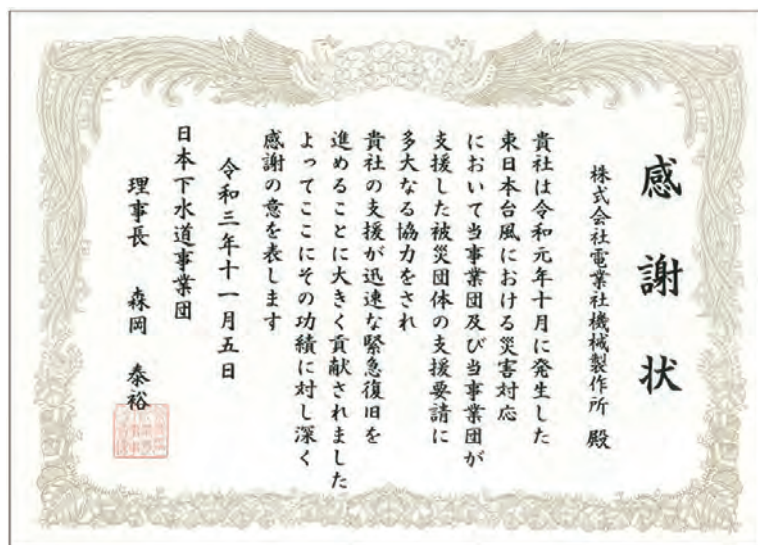 感謝状
株式会社電業社機械製作所 殿
貴社は令和元年十月に発生した
東日本台風における災害対応
において当事業団及び当事業団が
支援した被災団体の支援要請に
多大なる協力をされ
貴社の支援が迅速な緊急復旧を
進めることに大きく貢献されました
よってここにその功績に対し深く
感謝の意を表します
令和三年十一月五日
日本下水道事業団
理事長 森岡 泰裕